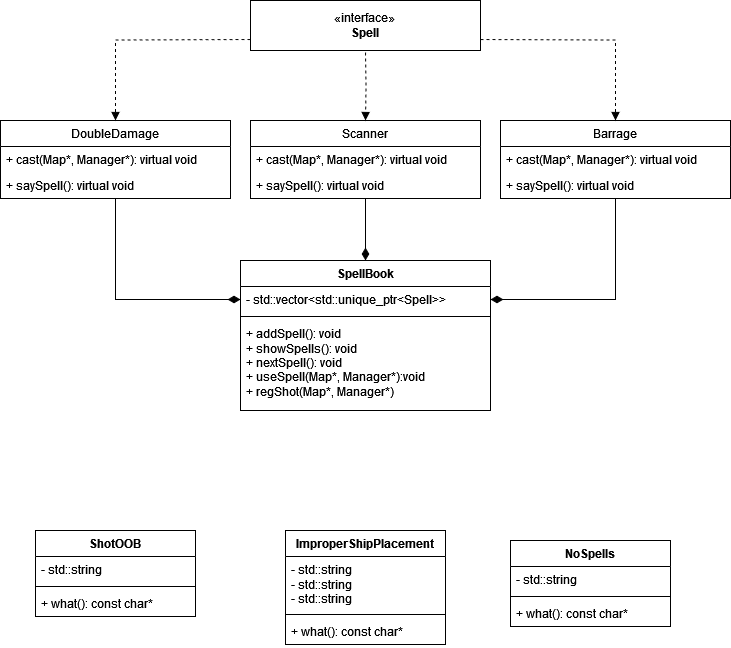 «interface»
Spell
DoubleDamage
+ cast(Map*, Manager*): virtual void
+ saySpell(): virtual void
Scanner
+ cast(Map*, Manager*): virtual void
+ saySpell(): virtual void
Barrage
+ cast(Map*, Manager*): virtual void
+ saySpell(): virtual void
SpellBook
- std::vector<std::unique_ptr<Spell>>
+ addSpell(): void
+ showSpells(): void
+ nextSpell(): void
+ useSpell(Map*, Manager*):void
+ regShot(Map*, Manager*)
ShotOOB
- std::string
+ what(): const char*
ImproperShipPlacement
- std::string
- std::string
- std::string
+ what(): const char*
NoSpells
- std::string
+ what(): const char*